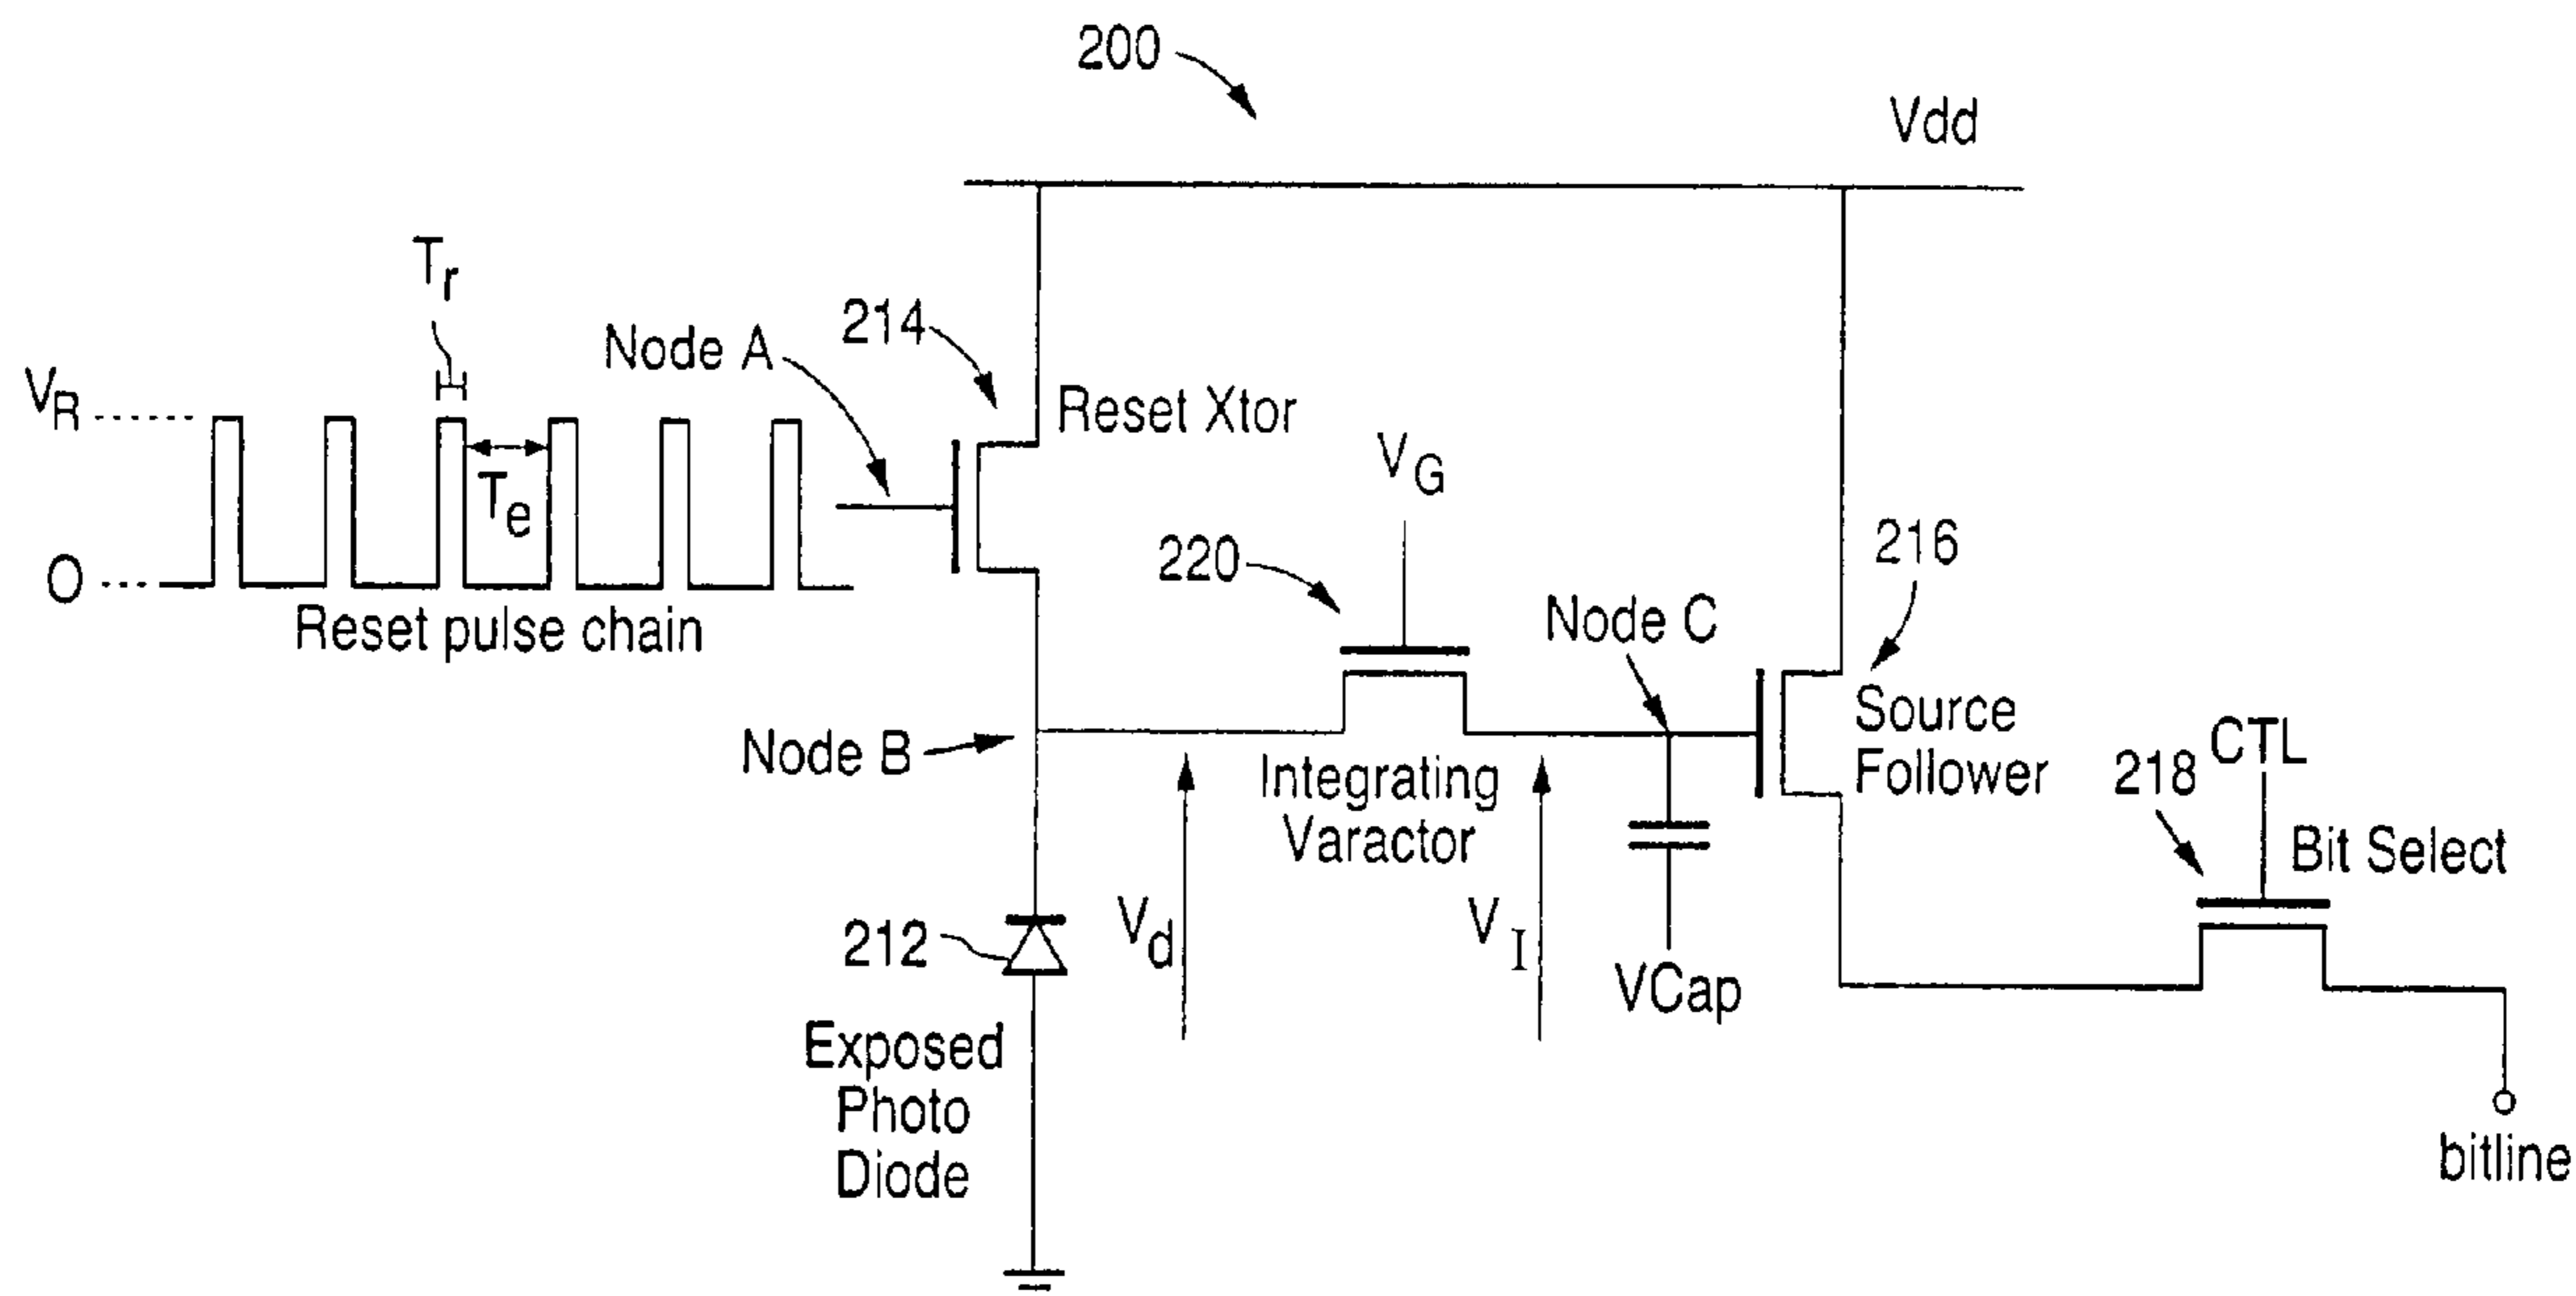 200
Vdd
Tr
214
Node A
VR
Reset Xtor
Te
VG
216
220
O
Reset pulse chain
Node C
Source
Follower
Node B
CTL
218
Integrating
Varactor
Bit Select
212
Vd
VI
VCap
Exposed
Photo
Diode
bitline